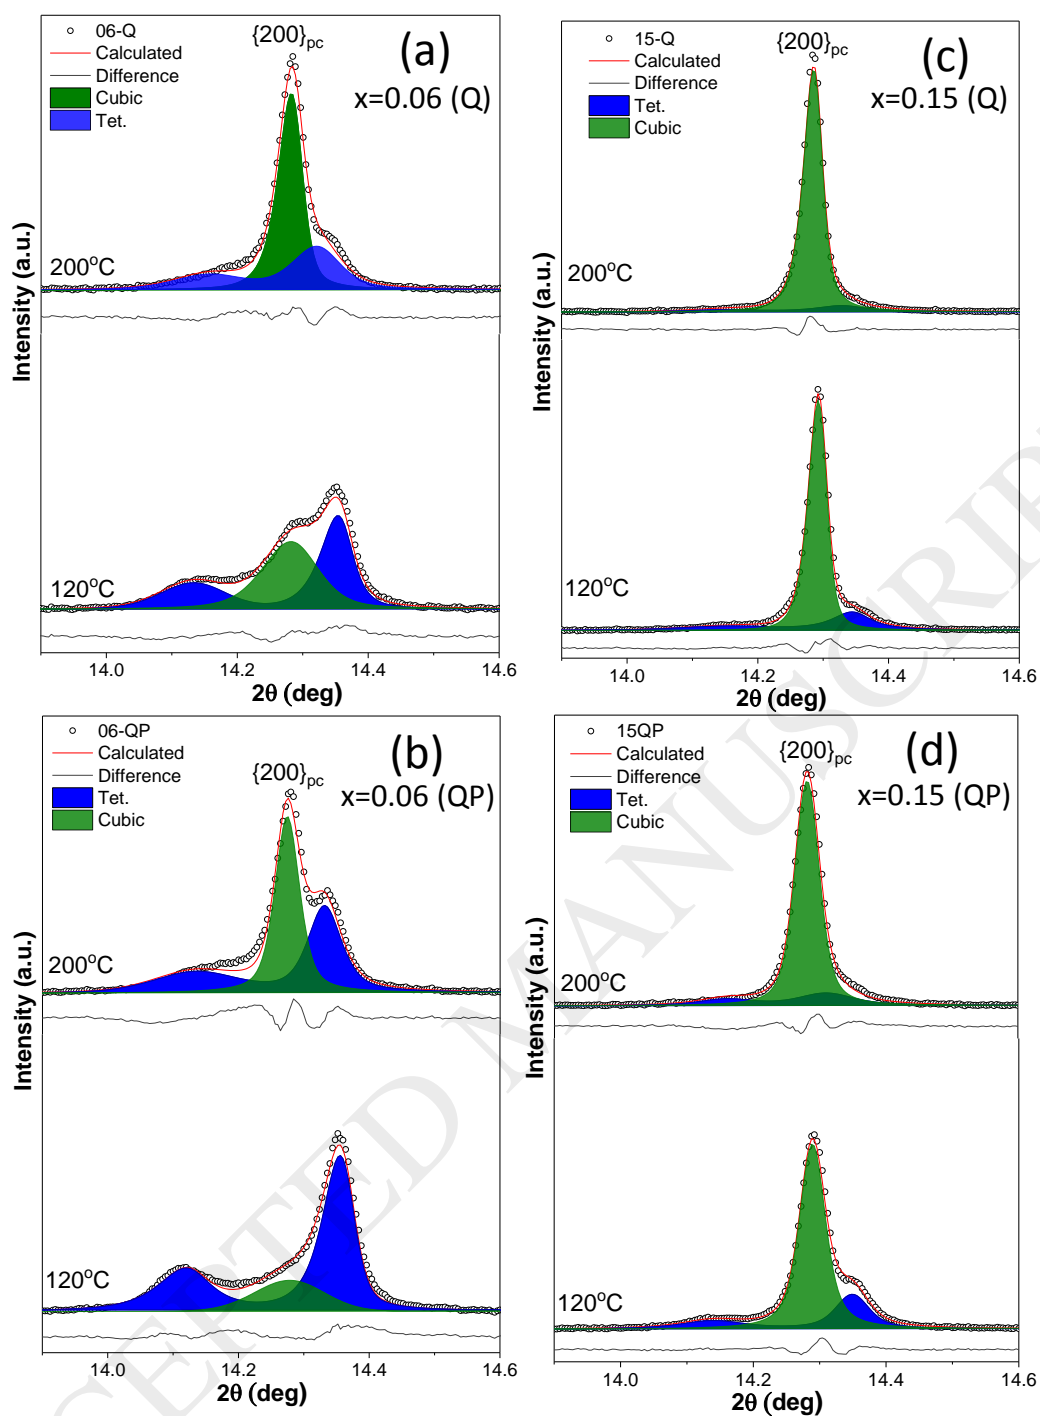 06-Q
Calculated
Difference
Cubic
Tet.
{200}pc
(a)
x=0.06 (Q)
200°C
120°C
Intensity (a.u.)
14.0 14.2 14.4 14.6
2θ (deg)
15-Q
Calculated
Difference
Tet.
Cubic
{200}pc
(c)
x=0.15 (Q)
200°C
120°C
Intensity (a.u.)
14.0 14.2 14.4 14.6
2θ (deg)
06-QP
Calculated
Difference
Tet.
Cubic
{200}pc
(b)
x=0.06 (QP)
200°C
120°C
Intensity (a.u.)
14.0 14.2 14.4 14.6
2θ (deg)
15QP
Calculated
Difference
Tet.
Cubic
{200}pc
(d)
x=0.15 (QP)
200°C
120°C
Intensity (a.u.)
14.0 14.2 14.4 14.6
2θ (deg)
CEPTED MANUSCRIP